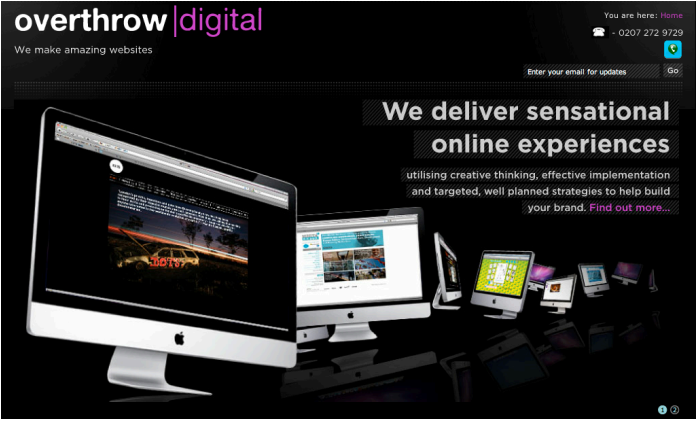 overthrow|digital
We make amazing websites
You are here: Home
- 0207 272 9729
Enter your email for updates
Go
We deliver sensational
online experiences
utilising creative thinking, effective implementation
and targeted, well planned strategies to help build
your brand. Find out more...
1 2